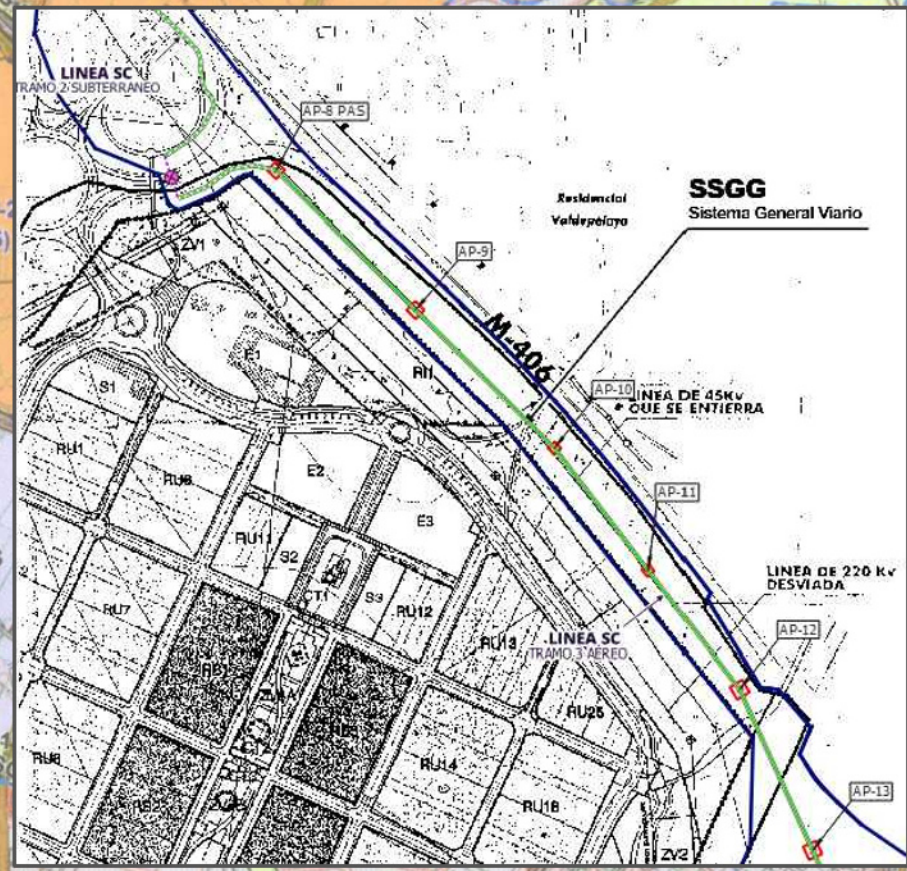 LINEA SC
TRAMO 2 SUBTERRANEO
AP-8 PAS
Residencial
Valdepelayo
SSGG
Sistema General Viario
ZV1
AP-9
M-406
E1
RI1
AP-10
LINEA DE 45Kv
QUE SE ENTIERRA
S1
RU1
RU6
E2
E3
AP-11
RU11
S2
LINEA DE 220 Kv
DESVIADA
RU7
CT1
S3
RU12
AP-12
LINEA SC
TRAMO 3 AEREO
RU13
RU25
RU14
RU16
AP-13
ZV2